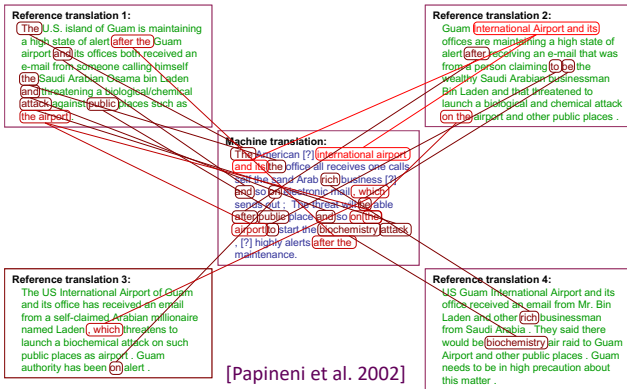 Reference translation 1:
The U.S. island of Guam is maintaining
a high state of alert after the Guam
airport and its offices both received an
e-mail from someone calling himself
the Saudi Arabian Osama bin Laden
and threatening a biological/chemical
attack against public places such as
the airport .
Reference translation 2:
Guam International Airport and its
offices are maintaining a high state of
alert after receiving an e-mail that was
from a person claiming to be the
wealthy Saudi Arabian businessman
Bin Laden and that threatened to
launch a biological and chemical attack
on the airport and other public places .
Machine translation:
The American [?] international airport
and its the office all receives one calls
self the sand Arab rich business [?]
and so on electronic mail , which
sends out ; The threat will be able
after public place and so on the
airport to start the biochemistry attack
, [?] highly alerts after the
maintenance.
Reference translation 3:
The US International Airport of Guam
and its office has received an email
from a self-claimed Arabian millionaire
named Laden , which threatens to
launch a biochemical attack on such
public places as airport . Guam
authority has been on alert .
Reference translation 4:
US Guam International Airport and its
office received an email from Mr. Bin
Laden and other rich businessman
from Saudi Arabia . They said there
would be biochemistry air raid to Guam
Airport and other public places . Guam
needs to be in high precaution about
this matter .
[Papineni et al. 2002]